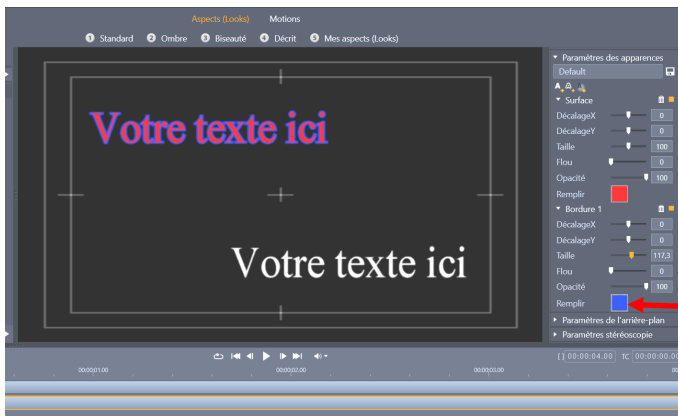 Aspects (Looks) Motions
1 Standard 2 Ombre 3 Biseauté 4 Décrit 5 Mes aspects (Looks)
Paramètres des apparences
Default
Surface
DécalageX 0
DécalageY 0
Taille 100
Flou 0
Opacité 100
Remplir
Bordure 1
DécalageX 0
DécalageY 0
Taille 117,3
Flou 0
Opacité 100
Remplir
Paramètres de l'arrière-plan
Paramètres stéréoscopie
Votre texte ici
Votre texte ici
[ ] 00:00:04.00 TC 00:00:00.00
00:00:01.00 00:00:02.00 00:00:03.00